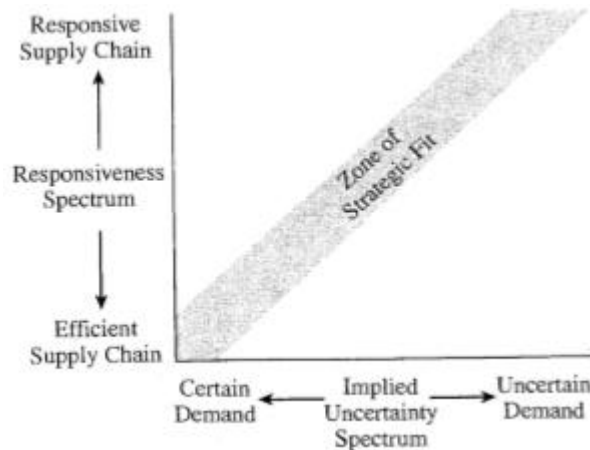 Responsive
Supply Chain
Responsiveness
Spectrum
Efficient
Supply Chain
Zone of
Strategic Fit
Certain
Demand
Implied
Uncertainty
Spectrum
Uncertain
Demand